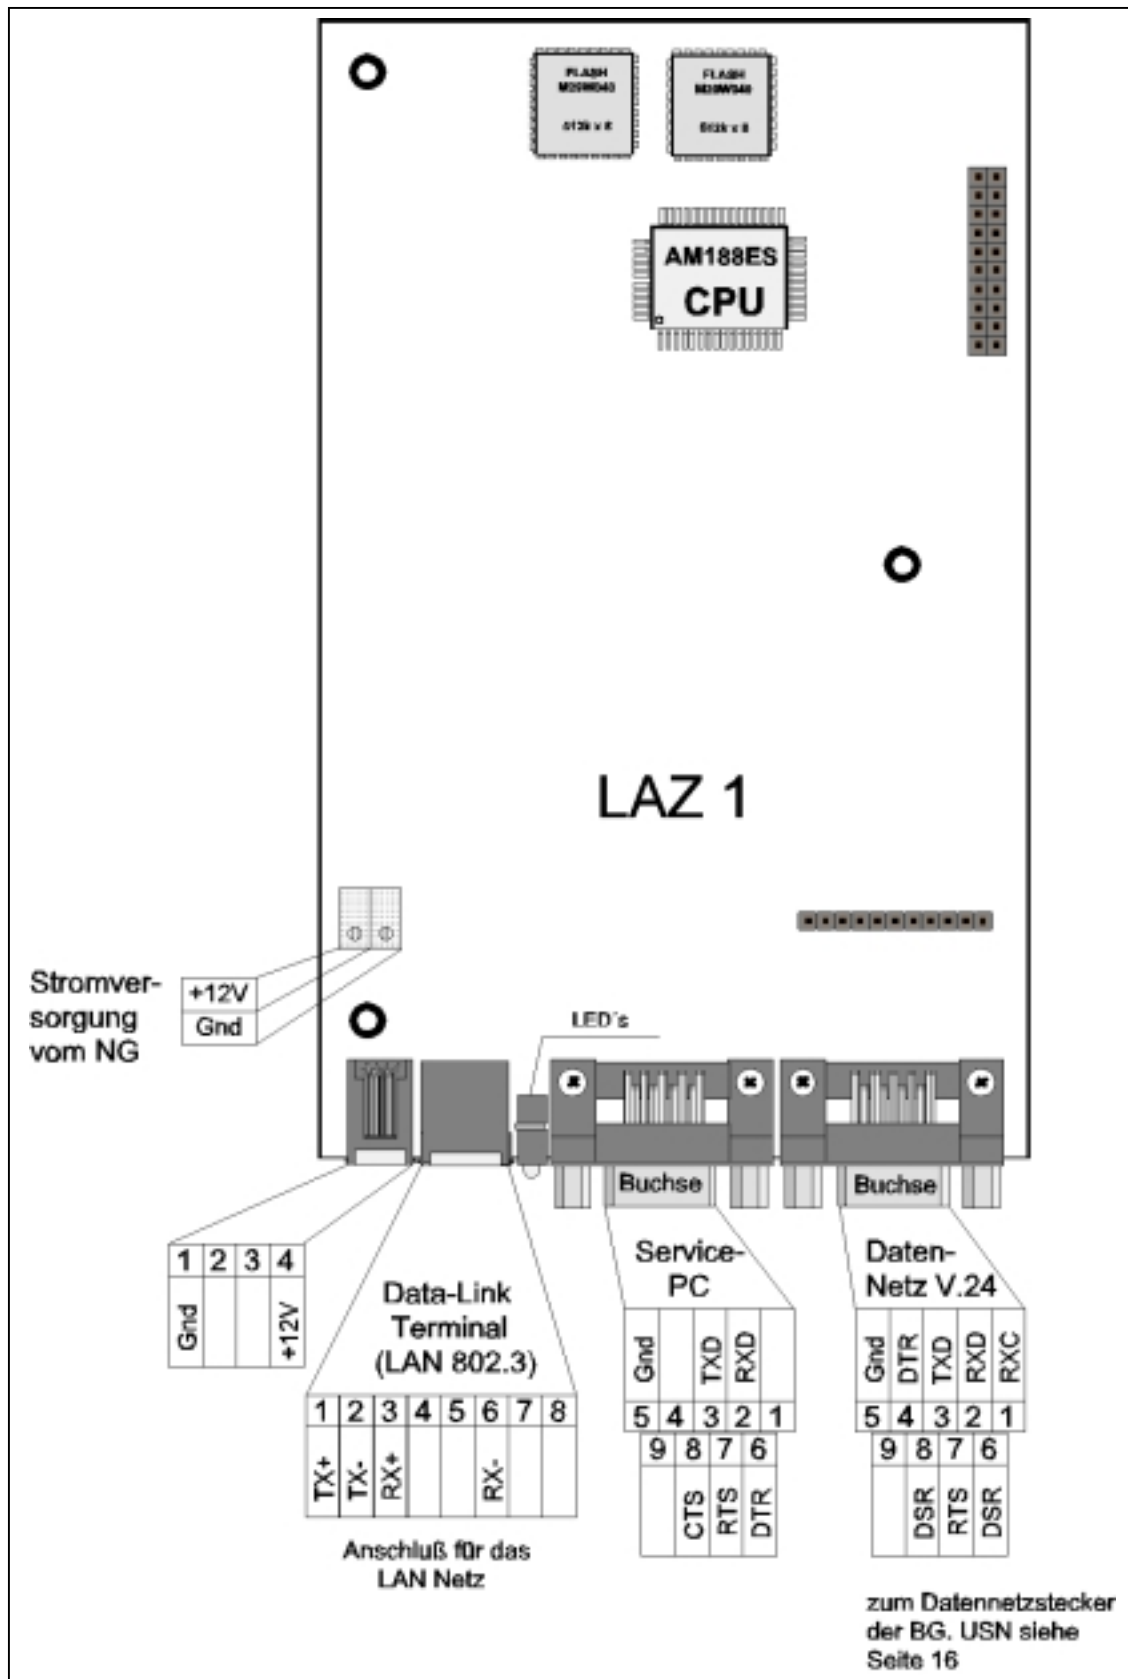 FLASH
M29W040
512k x 8
FLASH
M29W040
512k x 8
AM188ES
CPU
LAZ 1
Stromver-
sorgung
vom NG
+12V
Gnd
LED´s
Buchse
Buchse
1 2 3 4
Gnd +12V
Data-Link
Terminal
(LAN 802.3)
1 2 3 4 5 6 7 8
TX+ TX- RX+ RX-
Anschluß für das
LAN Netz
Service-
PC
Gnd TXD RXD
5 4 3 2 1
9 8 7 6
CTS RTS DTR
Daten-
Netz V.24
Gnd DTR TXD RXD RXC
5 4 3 2 1
9 8 7 6
DSR RTS DSR
zum Datennetzstecker
der BG. USN siehe
Seite 16